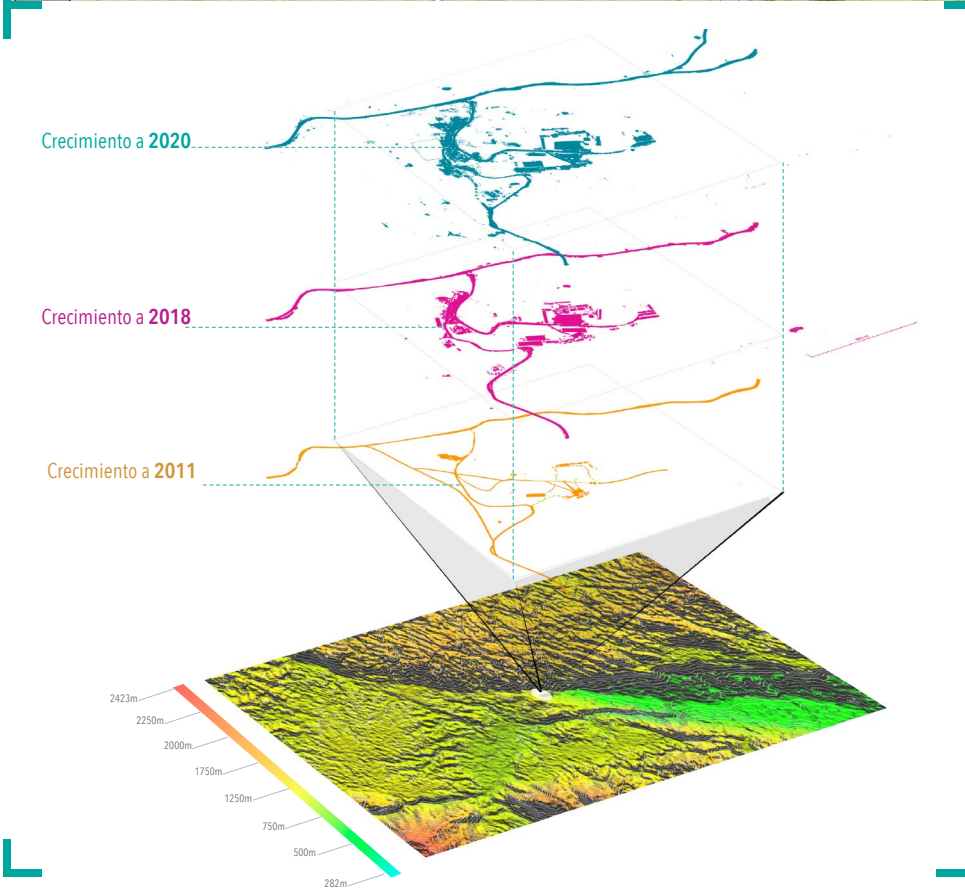 Crecimiento a 2020
Crecimiento a 2018
Crecimiento a 2011
2423m
2250m
2000m
1750m
1250m
750m
500m
282m